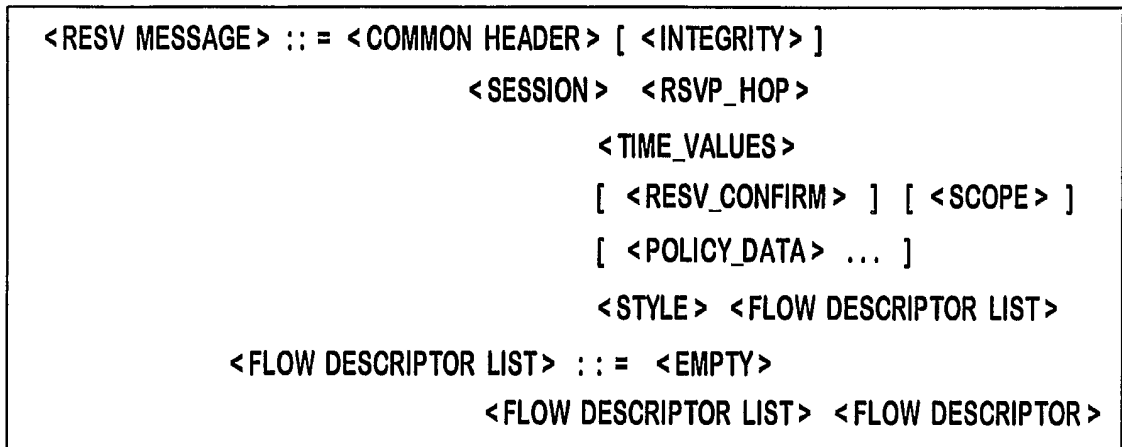 <RESV MESSAGE> : : = <COMMON HEADER> [ <INTEGRITY> ]
<SESSION> <RSVP_HOP>
<TIME_VALUES>
[ <RESV_CONFIRM> ] [ <SCOPE> ]
[ <POLICY_DATA> ... ]
<STYLE> <FLOW DESCRIPTOR LIST>
<FLOW DESCRIPTOR LIST> : : = <EMPTY>
<FLOW DESCRIPTOR LIST> <FLOW DESCRIPTOR>